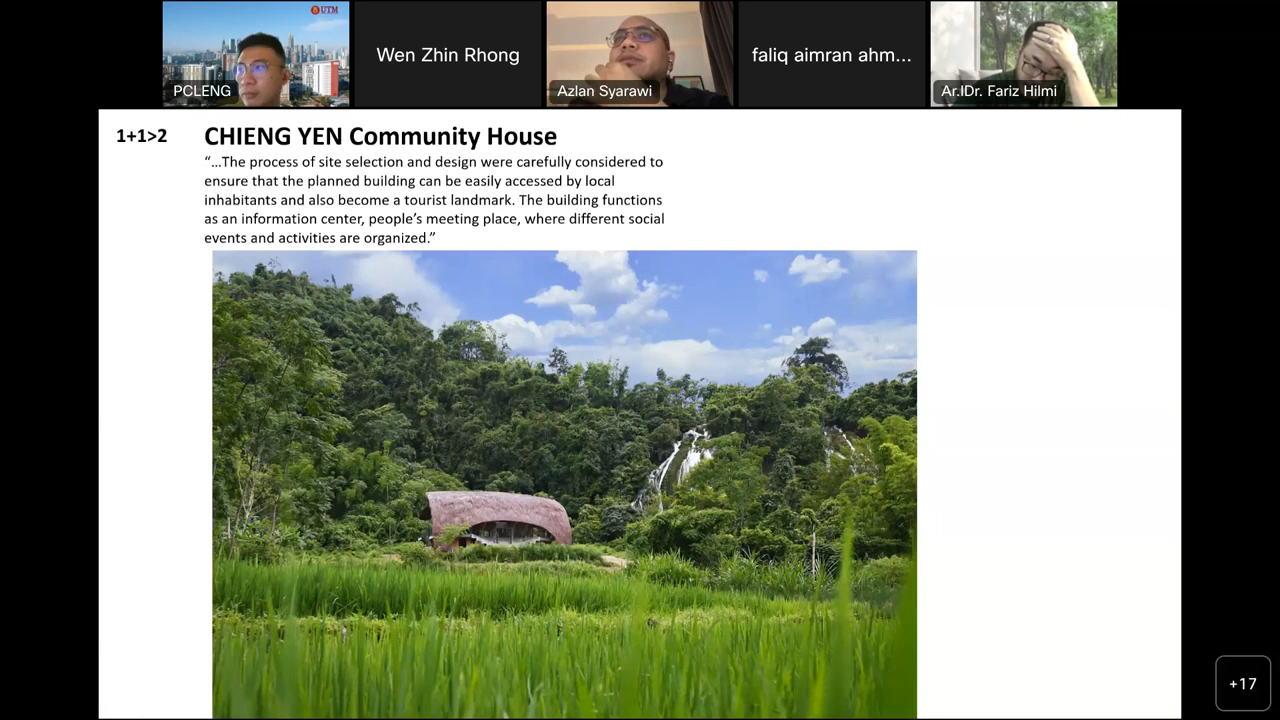 UTM
PCLENG
Wen Zhin Rhong
Azlan Syarawi
faliq aimran ahm...
Ar.IDr. Fariz Hilmi
1+1>2
CHIENG YEN Community House
“…The process of site selection and design were carefully considered to
ensure that the planned building can be easily accessed by local
inhabitants and also become a tourist landmark. The building functions
as an information center, people’s meeting place, where different social
events and activities are organized.”
+17